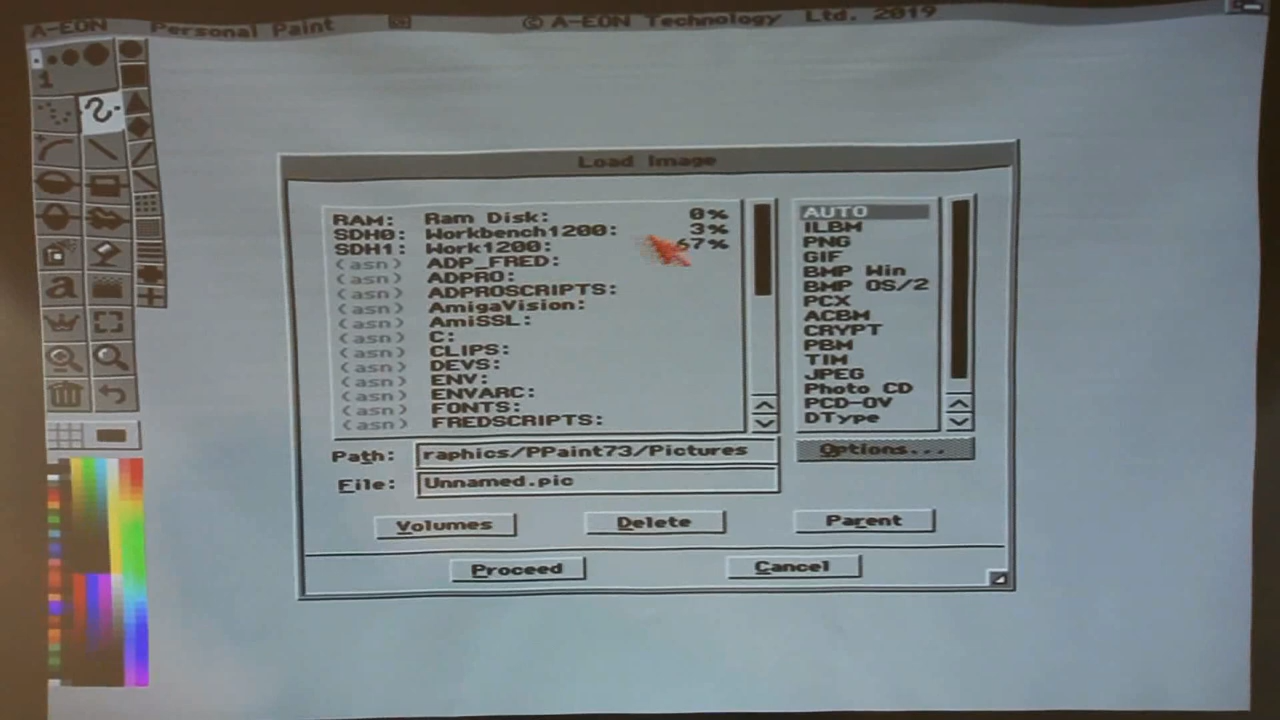 A-EON Personal Paint © A-EON Technology Ltd. 2019
1
a
Load Image
RAM: Ram Disk: 0%
SDH0: Workbench1200: 3%
SDH1: Work1200: 67%
(asn) ADP_FRED:
(asn) ADPRO:
(asn) ADPROSCRIPTS:
(asn) AmigaVision:
(asn) AmiSSL:
(asn) C:
(asn) CLIPS:
(asn) DEVS:
(asn) ENV:
(asn) ENVARC:
(asn) FONTS:
(asn) FREDSCRIPTS:
AUTO
ILBM
PNG
GIF
BMP Win
BMP OS/2
PCX
ACBM
CRYPT
PBM
TIM
JPEG
Photo CD
PCD-OV
DType
Path: raphics/PPaint73/Pictures
Options...
File: Unnamed.pic
Volumes Delete Parent
Proceed Cancel